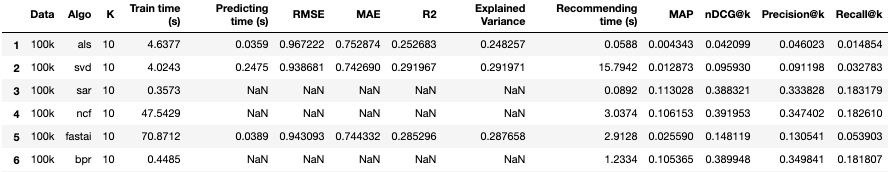 Data Algo K Train time (s) Predicting time (s) RMSE MAE R2 Explained Variance Recommending time (s) MAP nDCG@k Precision@k Recall@k
1 100k als 10 4.6377 0.0359 0.967222 0.752874 0.252683 0.248257 0.0588 0.004343 0.042099 0.046023 0.014854
2 100k svd 10 4.0243 0.2475 0.938681 0.742690 0.291967 0.291971 15.7942 0.012873 0.095930 0.091198 0.032783
3 100k sar 10 0.3573 NaN NaN NaN NaN NaN 0.0892 0.113028 0.388321 0.333828 0.183179
4 100k ncf 10 47.5429 NaN NaN NaN NaN NaN 3.0374 0.106153 0.391953 0.347402 0.182610
5 100k fastai 10 70.8712 0.0389 0.943093 0.744332 0.285296 0.287658 2.9128 0.025590 0.148119 0.130541 0.053903
6 100k bpr 10 0.4485 NaN NaN NaN NaN NaN 1.2334 0.105365 0.389948 0.349841 0.181807